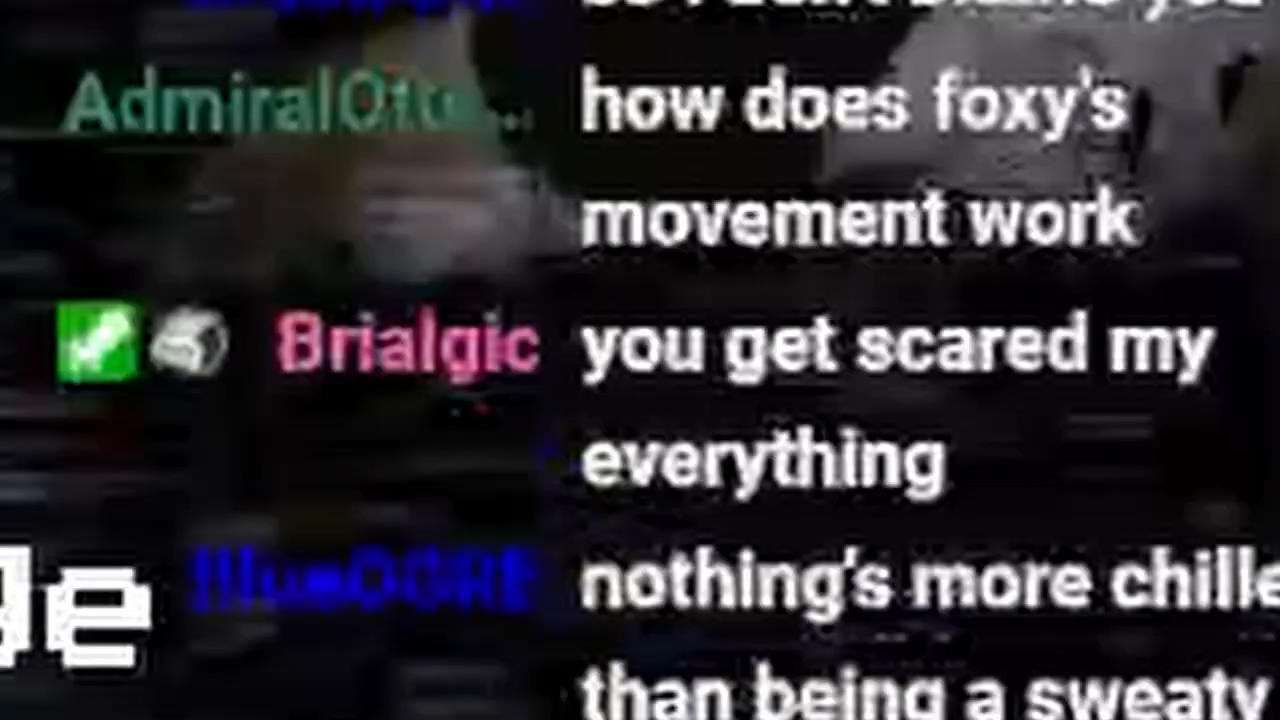 how does foxy's
movement work
Brialgic you get scared my
everything
nothing's more chille
than being a sweaty